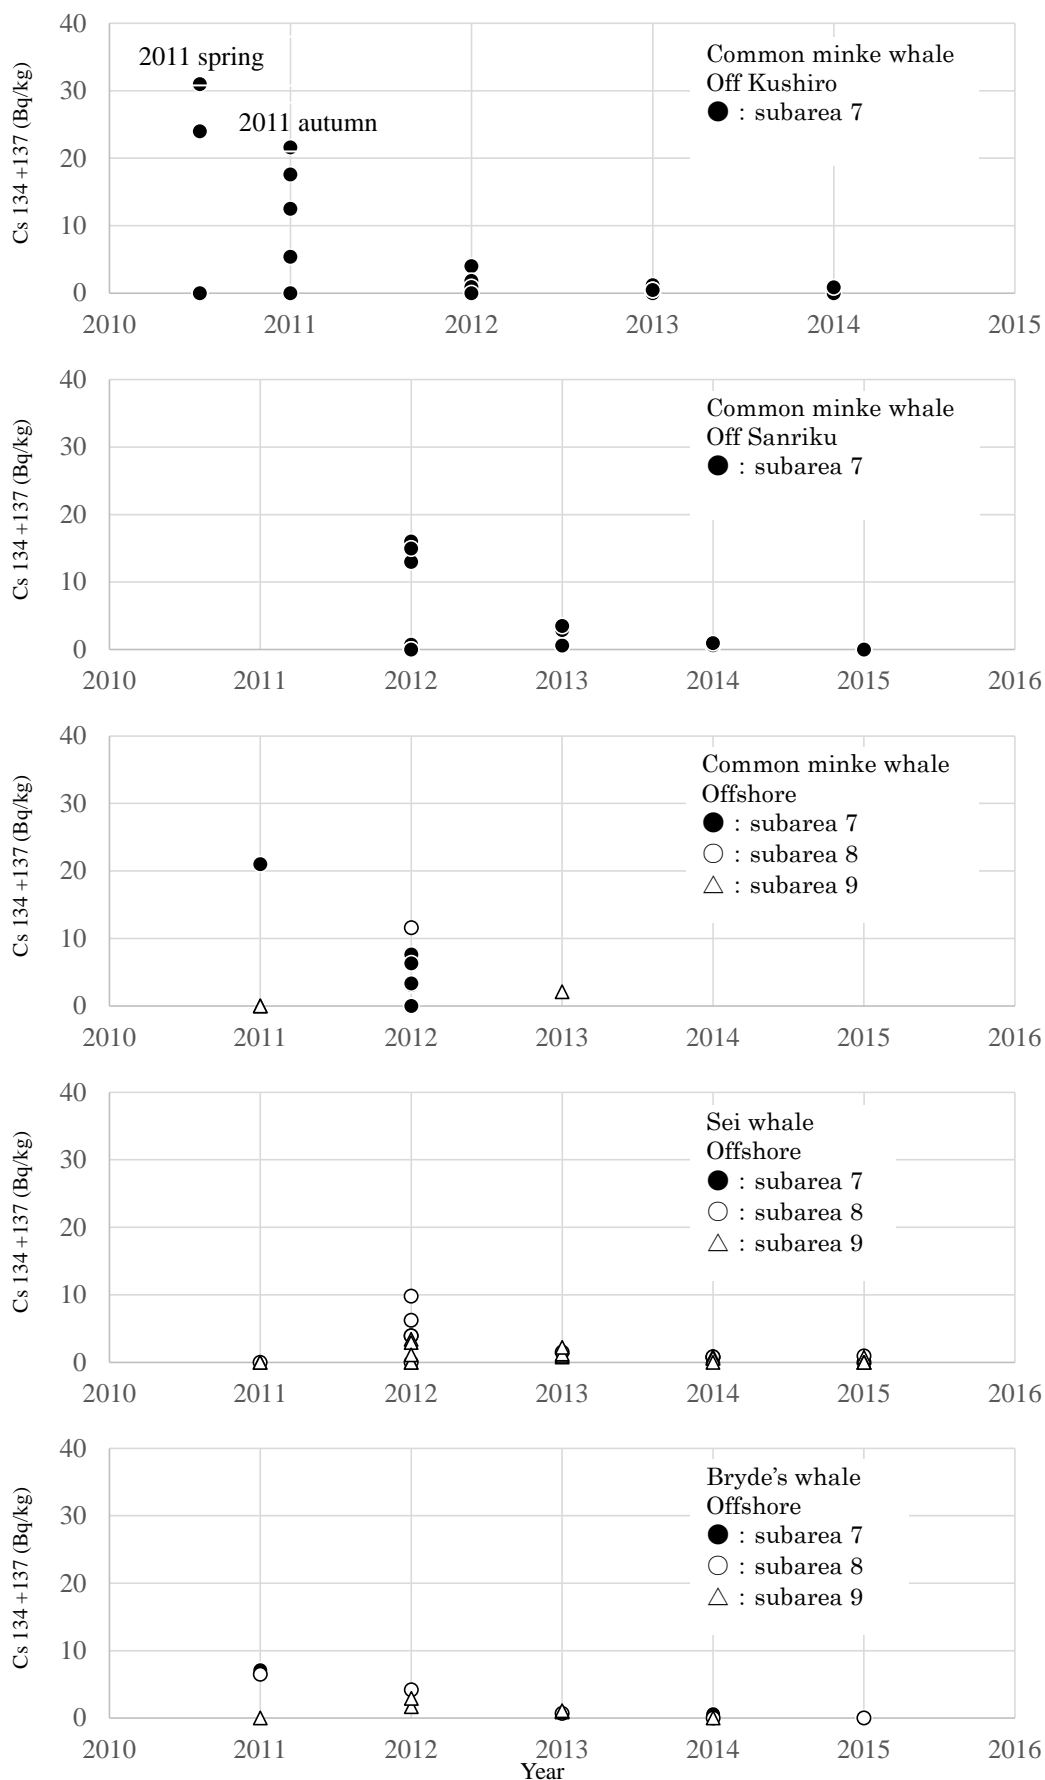 40
30
20
10
0
Cs 134 +137 (Bq/kg)
2011 spring
2011 autumn
Common minke whale
Off Kushiro
● : subarea 7
2010 2011 2012 2013 2014 2015
40
30
20
10
0
Cs 134 +137 (Bq/kg)
Common minke whale
Off Sanriku
● : subarea 7
2010 2011 2012 2013 2014 2015 2016
40
30
20
10
0
Cs 134 +137 (Bq/kg)
Common minke whale
Offshore
● : subarea 7
○ : subarea 8
△ : subarea 9
2010 2011 2012 2013 2014 2015 2016
40
30
20
10
0
Cs 134 +137 (Bq/kg)
Sei whale
Offshore
● : subarea 7
○ : subarea 8
△ : subarea 9
2010 2011 2012 2013 2014 2015 2016
40
30
20
10
0
Cs 134 +137 (Bq/kg)
Bryde’s whale
Offshore
● : subarea 7
○ : subarea 8
△ : subarea 9
2010 2011 2012 2013 2014 2015 2016
Year